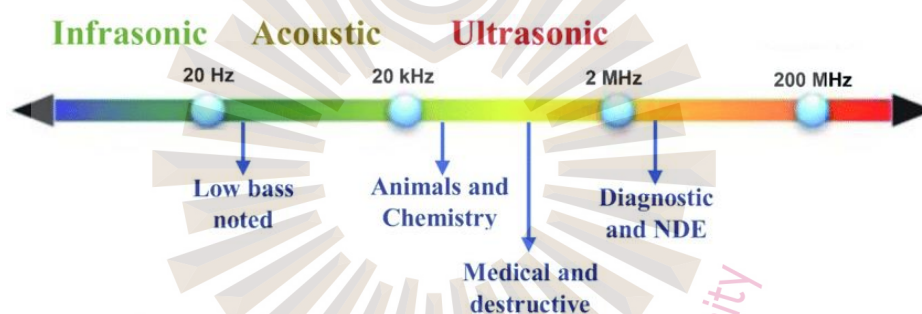 Infrasonic Acoustic Ultrasonic
20 Hz 20 kHz 2 MHz 200 MHz
Low bass
noted
Animals and
Chemistry
Diagnostic
and NDE
Medical and
destructive